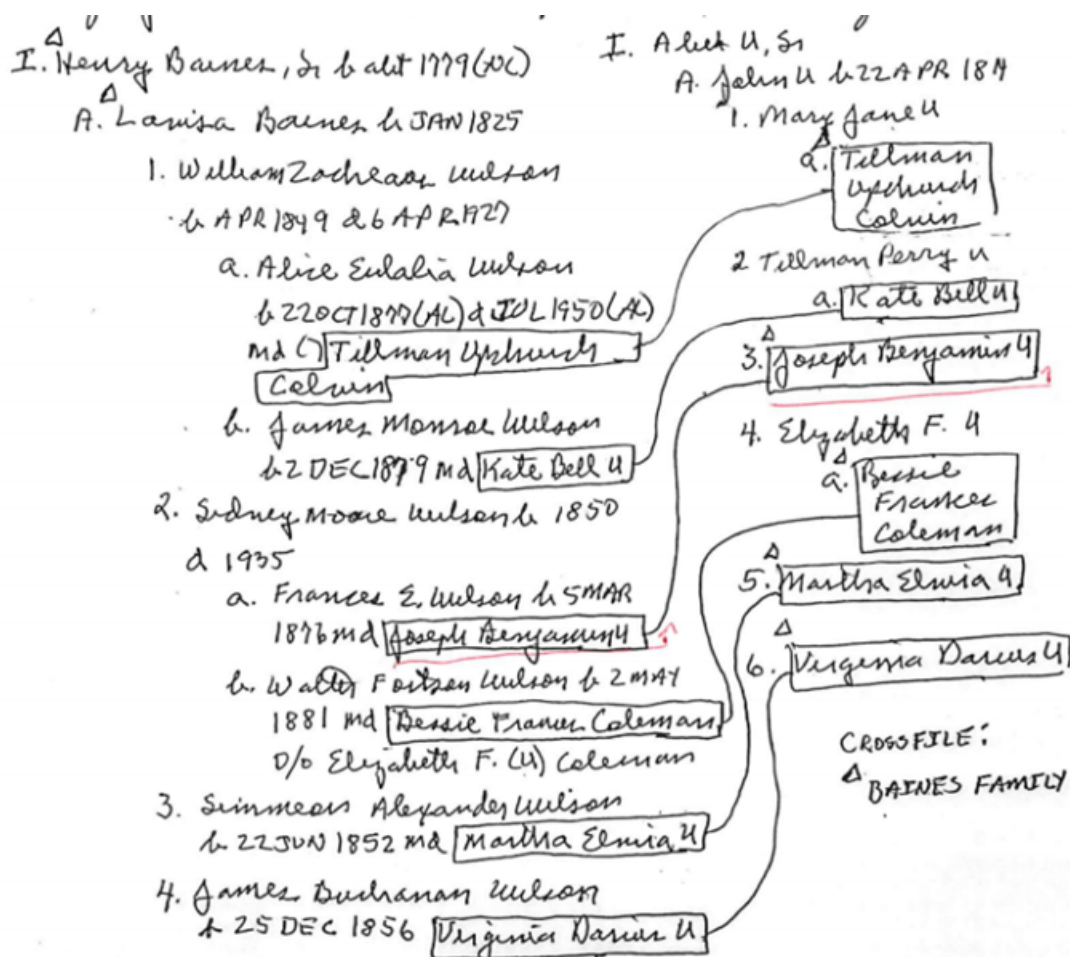 I. Henry Baines, Sr b abt 1779 (NC)
A. Lavisa Baines b JAN 1825
1. William Zacheaus Wilson
b APR 1849 d 6 APR 1927
a. Alice Eulalia Wilson
b 22 OCT 1877 (AL) d JUL 1950 (AL)
md () Tillman Upchurch
Colvin
b. James Monroe Wilson
b 2 DEC 1879 md Kate Bell U
2. Sidney Moore Wilson b 1850
d 1935
a. Frances E. Wilson b 5 MAR
1876 md Joseph Benjamin U
b. Walter Fortson Wilson b 2 MAY
1881 md Bessie Frances Coleman
D/o Elizabeth F. (U) Coleman
3. Simmeon Alexander Wilson
b 22 JUN 1852 md Martha Elmira U
4. James Buchanan Wilson
b 25 DEC 1856 Virginia Darius U
I. U, Sr
A. John U b 22 APR
1. Mary Jane U
a. Tillman
Upchurch
Colvin
2 Tillman Perry U
a. Kate Bell U
3. Joseph Benjamin U
4. Elizabeth F. U
a. Bessie
Frances
Coleman
5. Martha Elmira U
6. Virginia Darius U
CROSSFILE:
BAINES FAMILY